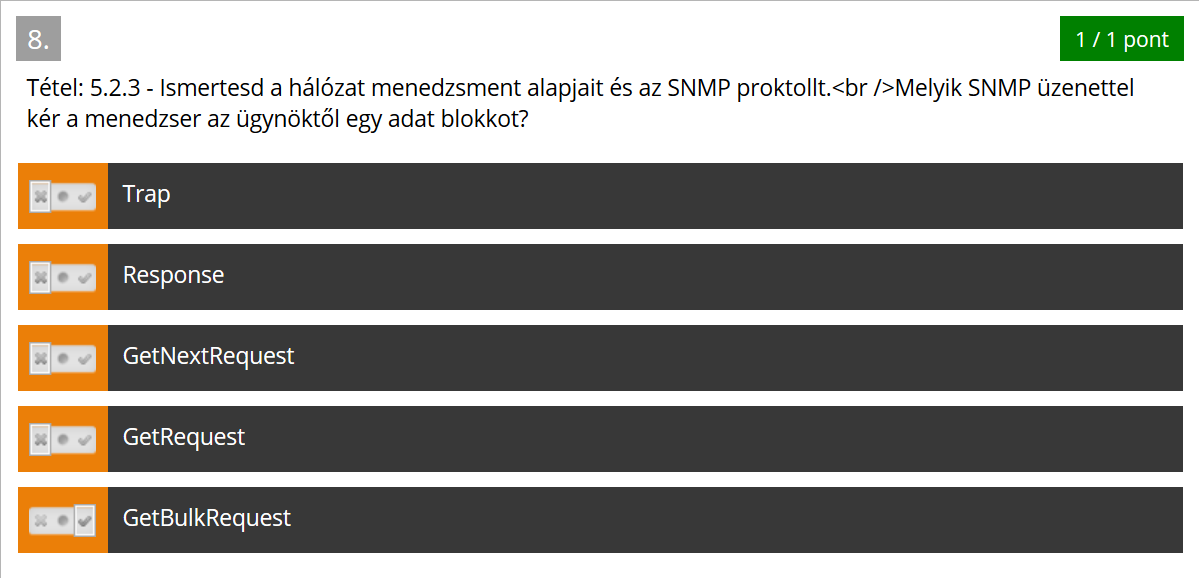 8.
1 / 1 pont
Tétel: 5.2.3 - Ismertesd a hálózat menedzsment alapjait és az SNMP proktollt.<br />Melyik SNMP üzenettel
kér a menedzser az ügynöktől egy adat blokkot?
Trap
Response
GetNextRequest
GetRequest
GetBulkRequest